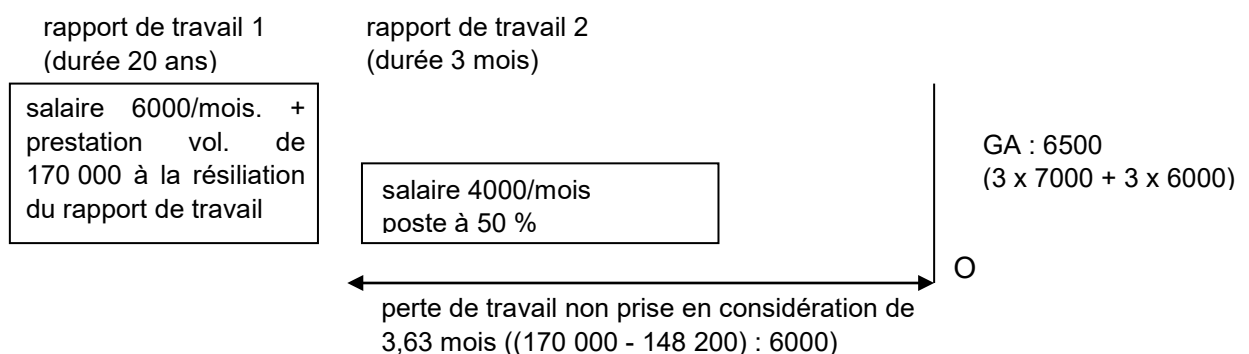 rapport de travail 1
(durée 20 ans)
rapport de travail 2
(durée 3 mois)
salaire 6000/mois. +
prestation vol. de
170 000 à la résiliation
du rapport de travail
salaire 4000/mois
poste à 50 %
GA : 6500
(3 x 7000 + 3 x 6000)
O
perte de travail non prise en considération de
3,63 mois ((170 000 - 148 200) : 6000)